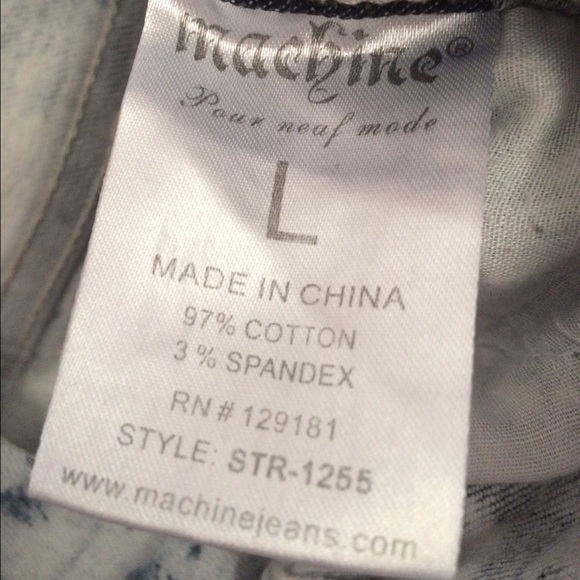 machine®
Pour neaf mode
L
MADE IN CHINA
97% COTTON
3 % SPANDEX
RN # 129181
STYLE: STR-1255
www.machinejeans.com